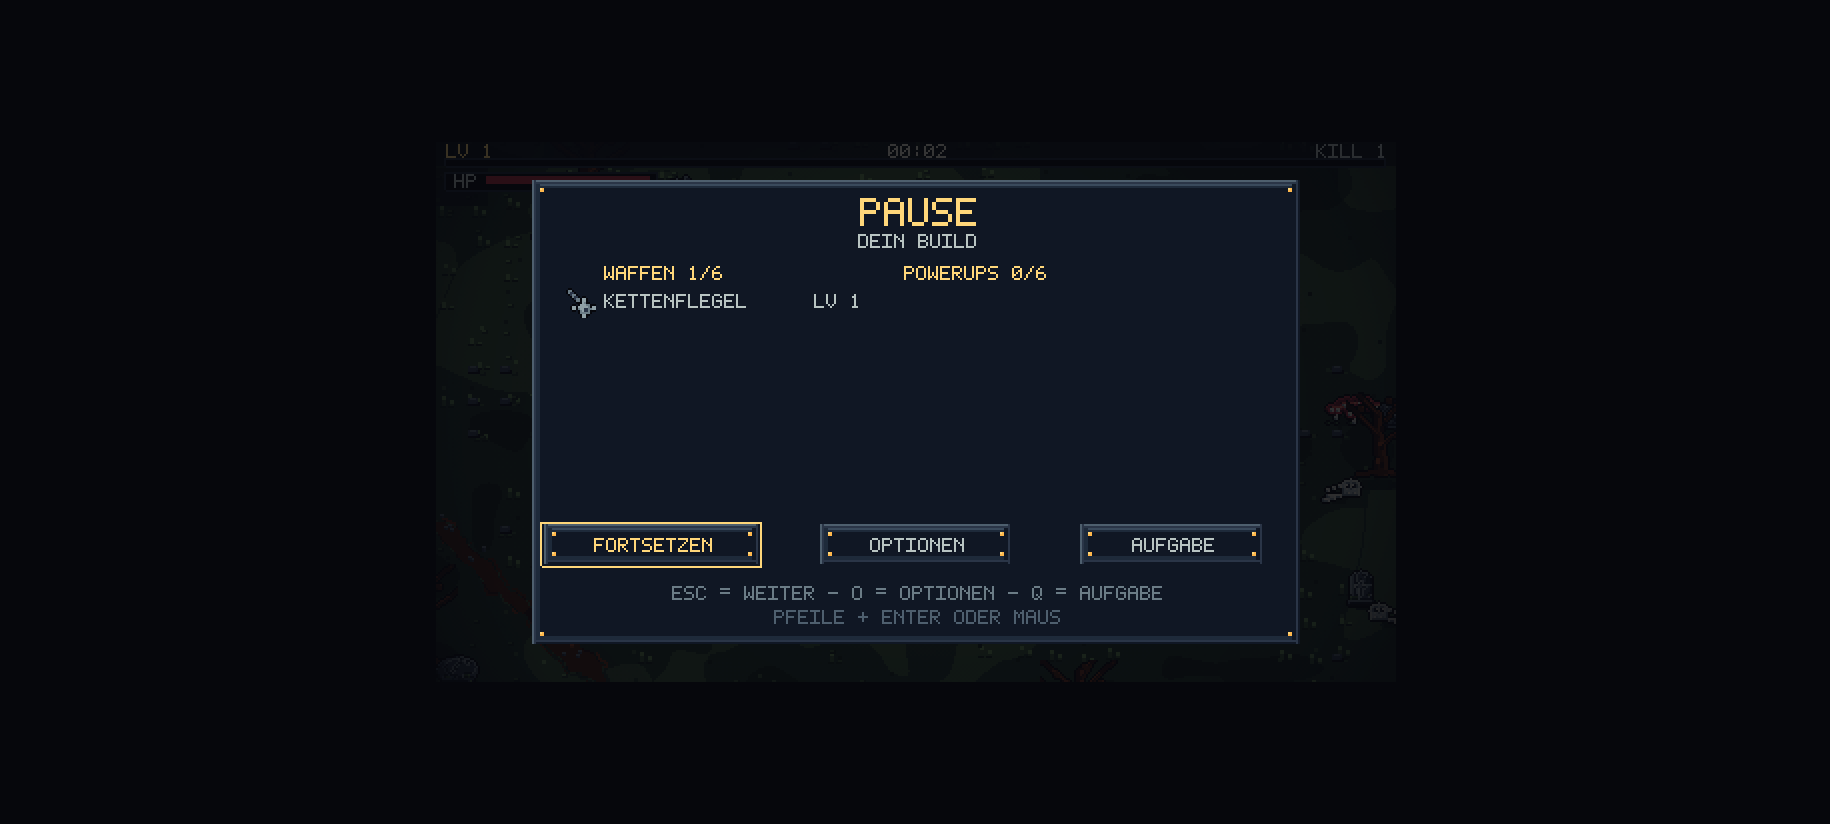 LV 1 00:02 KILL 1
HP
PAUSE
DEIN BUILD
WAFFEN 1/6 POWERUPS 0/6
KETTENFLEGEL LV 1
FORTSETZEN OPTIONEN AUFGABE
ESC = WEITER - O = OPTIONEN - Q = AUFGABE
PFEILE + ENTER ODER MAUS